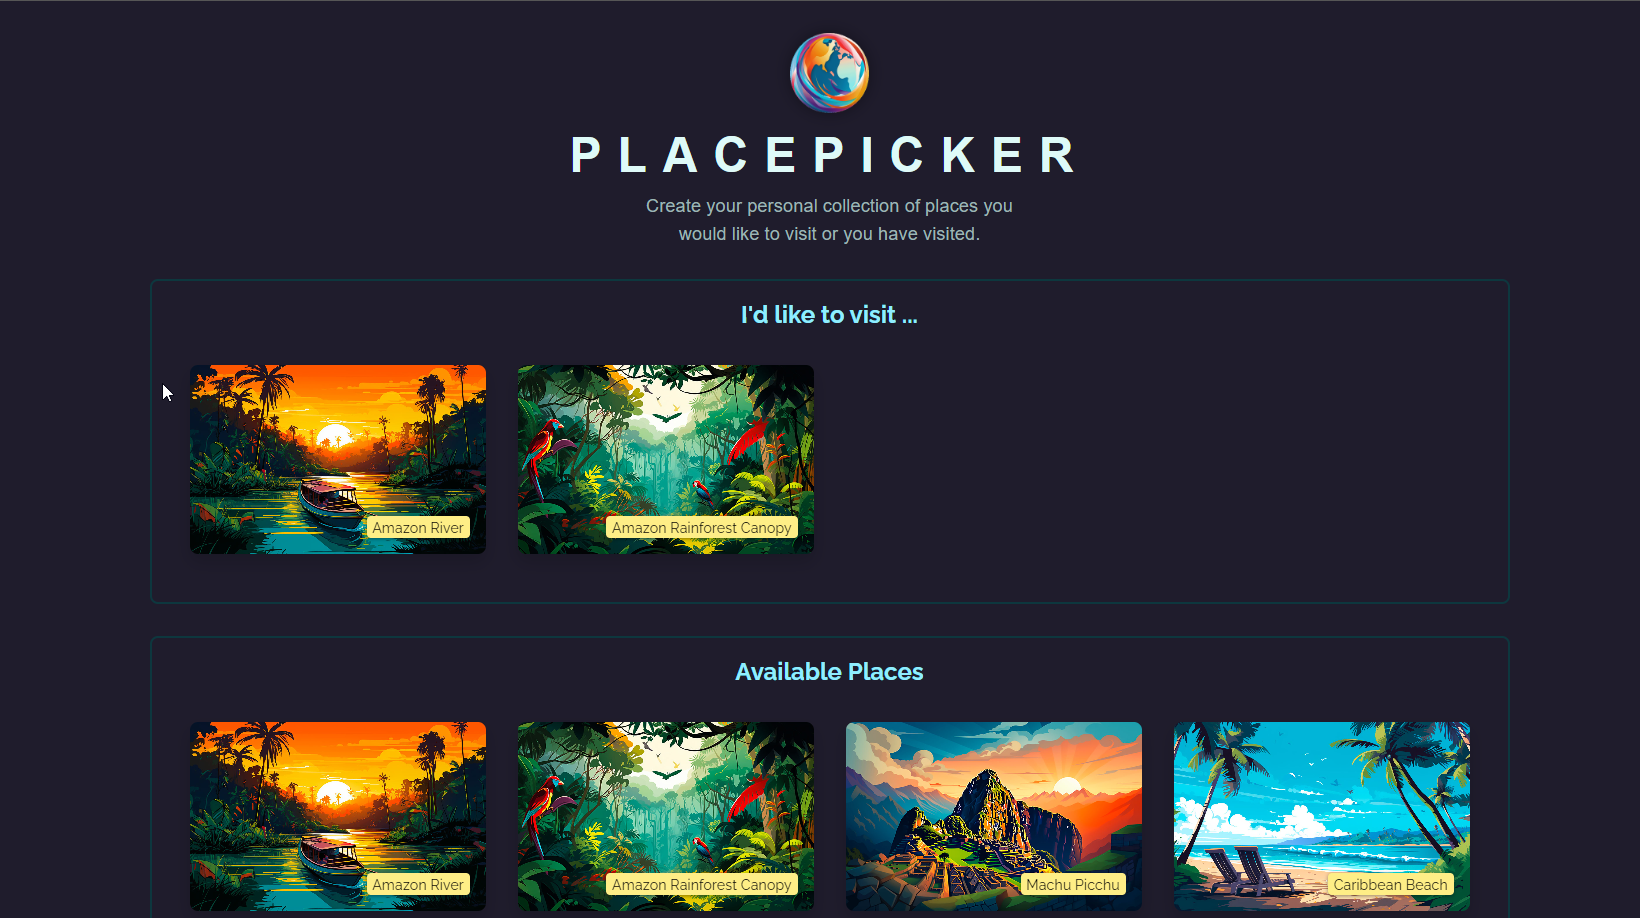 PLACEPICKER
Create your personal collection of places you
would like to visit or you have visited.
I'd like to visit ...
Amazon River
Amazon Rainforest Canopy
Available Places
Amazon River
Amazon Rainforest Canopy
Machu Picchu
Caribbean Beach